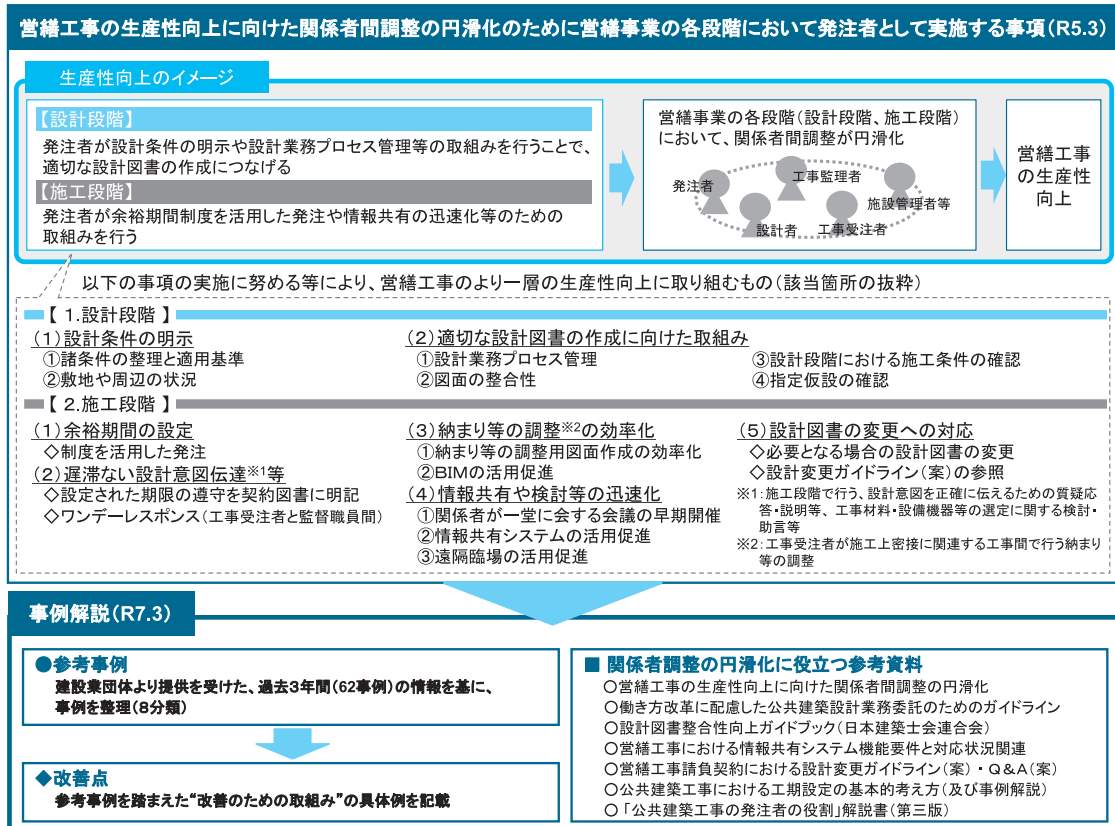 営繕工事の生産性向上に向けた関係者間調整の円滑化のために営繕事業の各段階において発注者として実施する事項(R5.3)
生産性向上のイメージ
【設計段階】
発注者が設計条件の明示や設計業務プロセス管理等の取組みを行うことで、
適切な設計図書の作成につなげる
【施工段階】
発注者が余裕期間制度を活用した発注や情報共有の迅速化等のための
取組みを行う
営繕事業の各段階(設計段階、施工段階)
において、関係者間調整が円滑化
発注者
工事監理者
施設管理者等
設計者
工事受注者
営繕工事
の生産性
向上
以下の事項の実施に努める等により、営繕工事のより一層の生産性向上に取り組むもの(該当箇所の抜粋)
【 1.設計段階 】
(1)設計条件の明示
①諸条件の整理と適用基準
②敷地や周辺の状況
(2)適切な設計図書の作成に向けた取組み
①設計業務プロセス管理
②図面の整合性
③設計段階における施工条件の確認
④指定仮設の確認
【 2.施工段階 】
(1)余裕期間の設定
◇制度を活用した発注
(2)遅滞ない設計意図伝達※1等
◇設定された期限の遵守を契約図書に明記
◇ワンデーレスポンス(工事受注者と監督職員間)
(3)納まり等の調整※2の効率化
①納まり等の調整用図面作成の効率化
②BIMの活用促進
(4)情報共有や検討等の迅速化
①関係者が一堂に会する会議の早期開催
②情報共有システムの活用促進
③遠隔臨場の活用促進
(5)設計図書の変更への対応
◇必要となる場合の設計図書の変更
◇設計変更ガイドライン(案)の参照
※1:施工段階で行う、設計意図を正確に伝えるための質疑応
答・説明等、工事材料・設備機器等の選定に関する検討・
助言等
※2:工事受注者が施工上密接に関連する工事間で行う納まり
等の調整
事例解説(R7.3)
●参考事例
建設業団体より提供を受けた、過去3年間(62事例)の情報を基に、
事例を整理(8分類)
◆改善点
参考事例を踏まえた“改善のための取組み”の具体例を記載
■ 関係者調整の円滑化に役立つ参考資料
○営繕工事の生産性向上に向けた関係者間調整の円滑化
○働き方改革に配慮した公共建築設計業務委託のためのガイドライン
○設計図書整合性向上ガイドブック(日本建築士会連合会)
○営繕工事における情報共有システム機能要件と対応状況関連
○営繕工事請負契約における設計変更ガイドライン(案)・Q&A(案)
○公共建築工事における工期設定の基本的考え方(及び事例解説)
○「公共建築工事の発注者の役割」解説書(第三版)